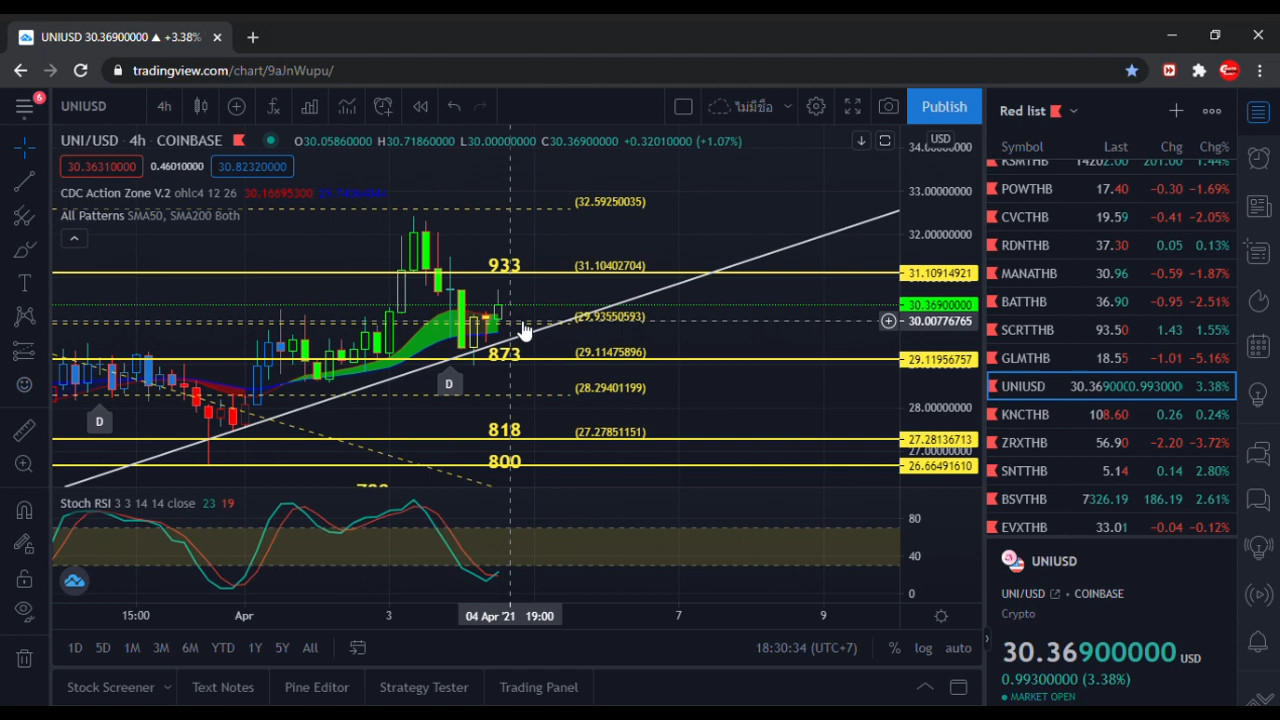 UNIUSD 30.36900000 ▲ +3.38%
tradingview.com/chart/9aJnWupu/
6
UNIUSD 4h
ไม่มีชื่อ
Publish
UNI/USD · 4h · COINBASE O30.05860000 H30.71860000 L30.00000000 C30.36900000 +0.32010000 (+1.07%)
30.36310000 0.46010000 30.82320000
CDC Action Zone V.2 ohlc4 12 26 30.16695300
All Patterns SMA50, SMA200 Both
USD
33.00000000
32.00000000
31.10914921
30.36900000
30.00776765
29.11956757
28.00000000
27.28136713
27.00000000
26.66491610
(32.59250035)
933 (31.10402704)
(29.93550593)
873 (29.11475896)
(28.29401199)
818 (27.27851151)
800
D
D
Stoch RSI 3 3 14 14 close 23 19
80
40
0
15:00 Apr 3 04 Apr '21 19:00 7 9
1D 5D 1M 3M 6M YTD 1Y 5Y All
18:30:34 (UTC+7) % log auto
Stock Screener Text Notes Pine Editor Strategy Tester Trading Panel
Red list
Symbol Last Chg Chg%
KSMTHB 14202.00 201.00 1.44%
POWTHB 17.40 −0.30 −1.69%
CVCTHB 19.59 −0.41 −2.05%
RDNTHB 37.30 0.05 0.13%
MANATHB 30.96 −0.59 −1.87%
BATTHB 36.90 −0.95 −2.51%
SCRTTHB 93.50 1.43 1.55%
GLMTHB 18.55 −1.01 −5.16%
UNIUSD 30.36900000.993000 3.38%
KNCTHB 108.60 0.26 0.24%
ZRXTHB 56.90 −2.20 −3.72%
SNTTHB 5.14 0.14 2.80%
BSVTHB 7326.19 186.19 2.61%
EVXTHB 33.01 −0.04 −0.12%
UNIUSD
UNI/USD • COINBASE
Crypto
30.36900000 USD
0.99300000 (3.38%)
● MARKET OPEN